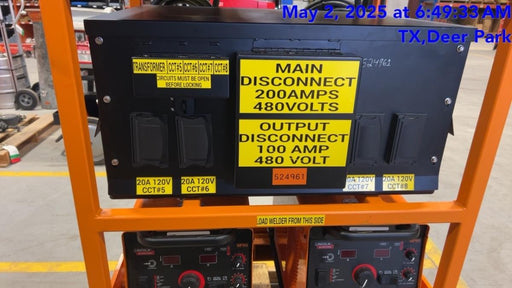 May 2, 2025 at 6:49:33 AM
TX,Deer Park
524961
TRANSFORMER CCT#5 CCT#6 CCT#7 CCT#8
CIRCUITS MUST BE OPEN
BEFORE LOCKING
MAIN
DISCONNECT
200AMPS
480VOLTS
OUTPUT
DISCONNECT
100 AMP
480 VOLT
524961
20A 120V
CCT#5
20A 120V
CCT#6
20A 120V
CCT#7
20A 120V
CCT#8
LOAD WELDER FROM THIS SIDE
LINCOLN
LINCOLN